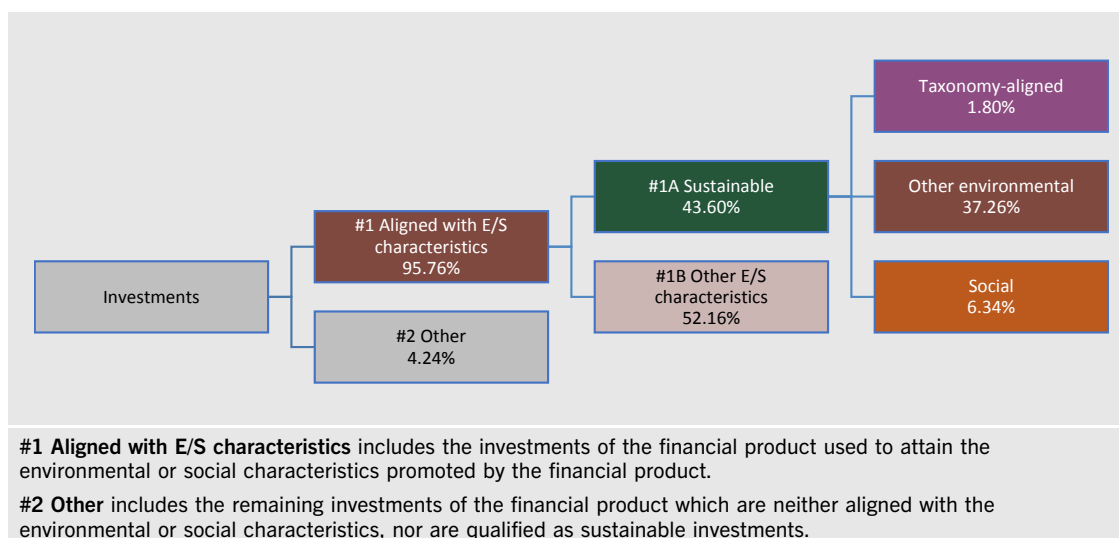 Taxonomy-aligned
1.80%
#1A Sustainable
43.60%
Other environmental
37.26%
#1 Aligned with E/S
characteristics
95.76%
Investments
#1B Other E/S
characteristics
52.16%
Social
6.34%
#2 Other
4.24%
#1 Aligned with E/S characteristics includes the investments of the financial product used to attain the
environmental or social characteristics promoted by the financial product.
#2 Other includes the remaining investments of the financial product which are neither aligned with the
environmental or social characteristics, nor are qualified as sustainable investments.